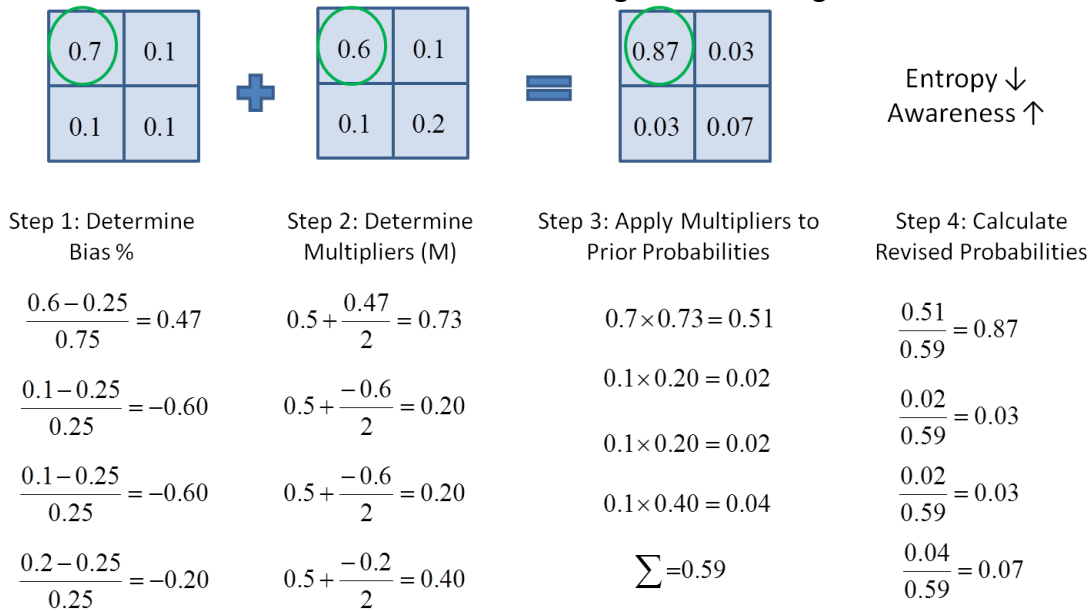 0.7 0.1
0.1 0.1
+
0.6 0.1
0.1 0.2
=
0.87 0.03
0.03 0.07
Entropy ↓
Awareness ↑
Step 1: Determine
Bias %
(0.6 − 0.25)/0.75 = 0.47
(0.1 − 0.25)/0.25 = −0.60
(0.1 − 0.25)/0.25 = −0.60
(0.2 − 0.25)/0.25 = −0.20
Step 2: Determine
Multipliers (M)
0.5 + 0.47/2 = 0.73
0.5 + −0.6/2 = 0.20
0.5 + −0.6/2 = 0.20
0.5 + −0.2/2 = 0.40
Step 3: Apply Multipliers to
Prior Probabilities
0.7 × 0.73 = 0.51
0.1 × 0.20 = 0.02
0.1 × 0.20 = 0.02
0.1 × 0.40 = 0.04
∑ =0.59
Step 4: Calculate
Revised Probabilities
0.51/0.59 = 0.87
0.02/0.59 = 0.03
0.02/0.59 = 0.03
0.04/0.59 = 0.07